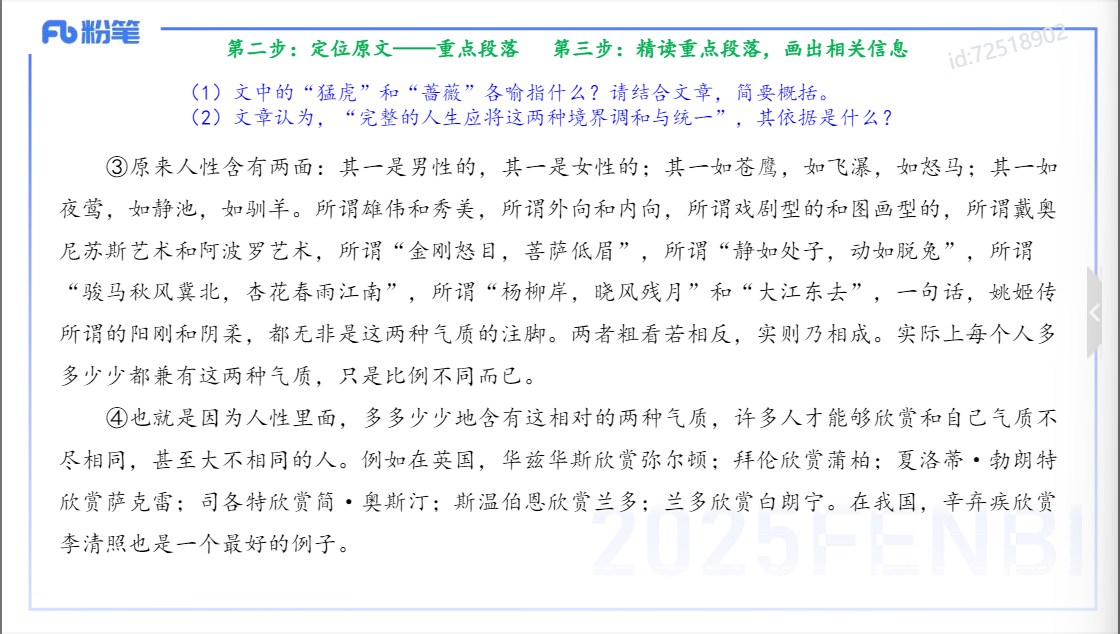 粉笔
id:72518902
第二步：定位原文——重点段落 第三步：精读重点段落，画出相关信息
（1）文中的“猛虎”和“蔷薇”各喻指什么？请结合文章，简要概括。
（2）文章认为，“完整的人生应将这两种境界调和与统一”，其依据是什么？
③原来人性含有两面：其一是男性的，其一是女性的；其一如苍鹰，如飞瀑，如怒马；其一如
夜莺，如静池，如驯羊。所谓雄伟和秀美，所谓外向和内向，所谓戏剧型的和图画型的，所谓戴奥
尼苏斯艺术和阿波罗艺术，所谓“金刚怒目，菩萨低眉”，所谓“静如处子，动如脱兔”，所谓
“骏马秋风冀北，杏花春雨江南”，所谓“杨柳岸，晓风残月”和“大江东去”，一句话，姚姬传
所谓的阳刚和阴柔，都无非是这两种气质的注脚。两者粗看若相反，实则乃相成。实际上每个人多
多少少都兼有这两种气质，只是比例不同而已。
④也就是因为人性里面，多多少少地含有这相对的两种气质，许多人才能够欣赏和自己气质不
尽相同，甚至大不相同的人。例如在英国，华兹华斯欣赏弥尔顿；拜伦欣赏蒲柏；夏洛蒂·勃朗特
欣赏萨克雷；司各特欣赏简·奥斯汀；斯温伯恩欣赏兰多；兰多欣赏白朗宁。在我国，辛弃疾欣赏
李清照也是一个最好的例子。
2025FENBI